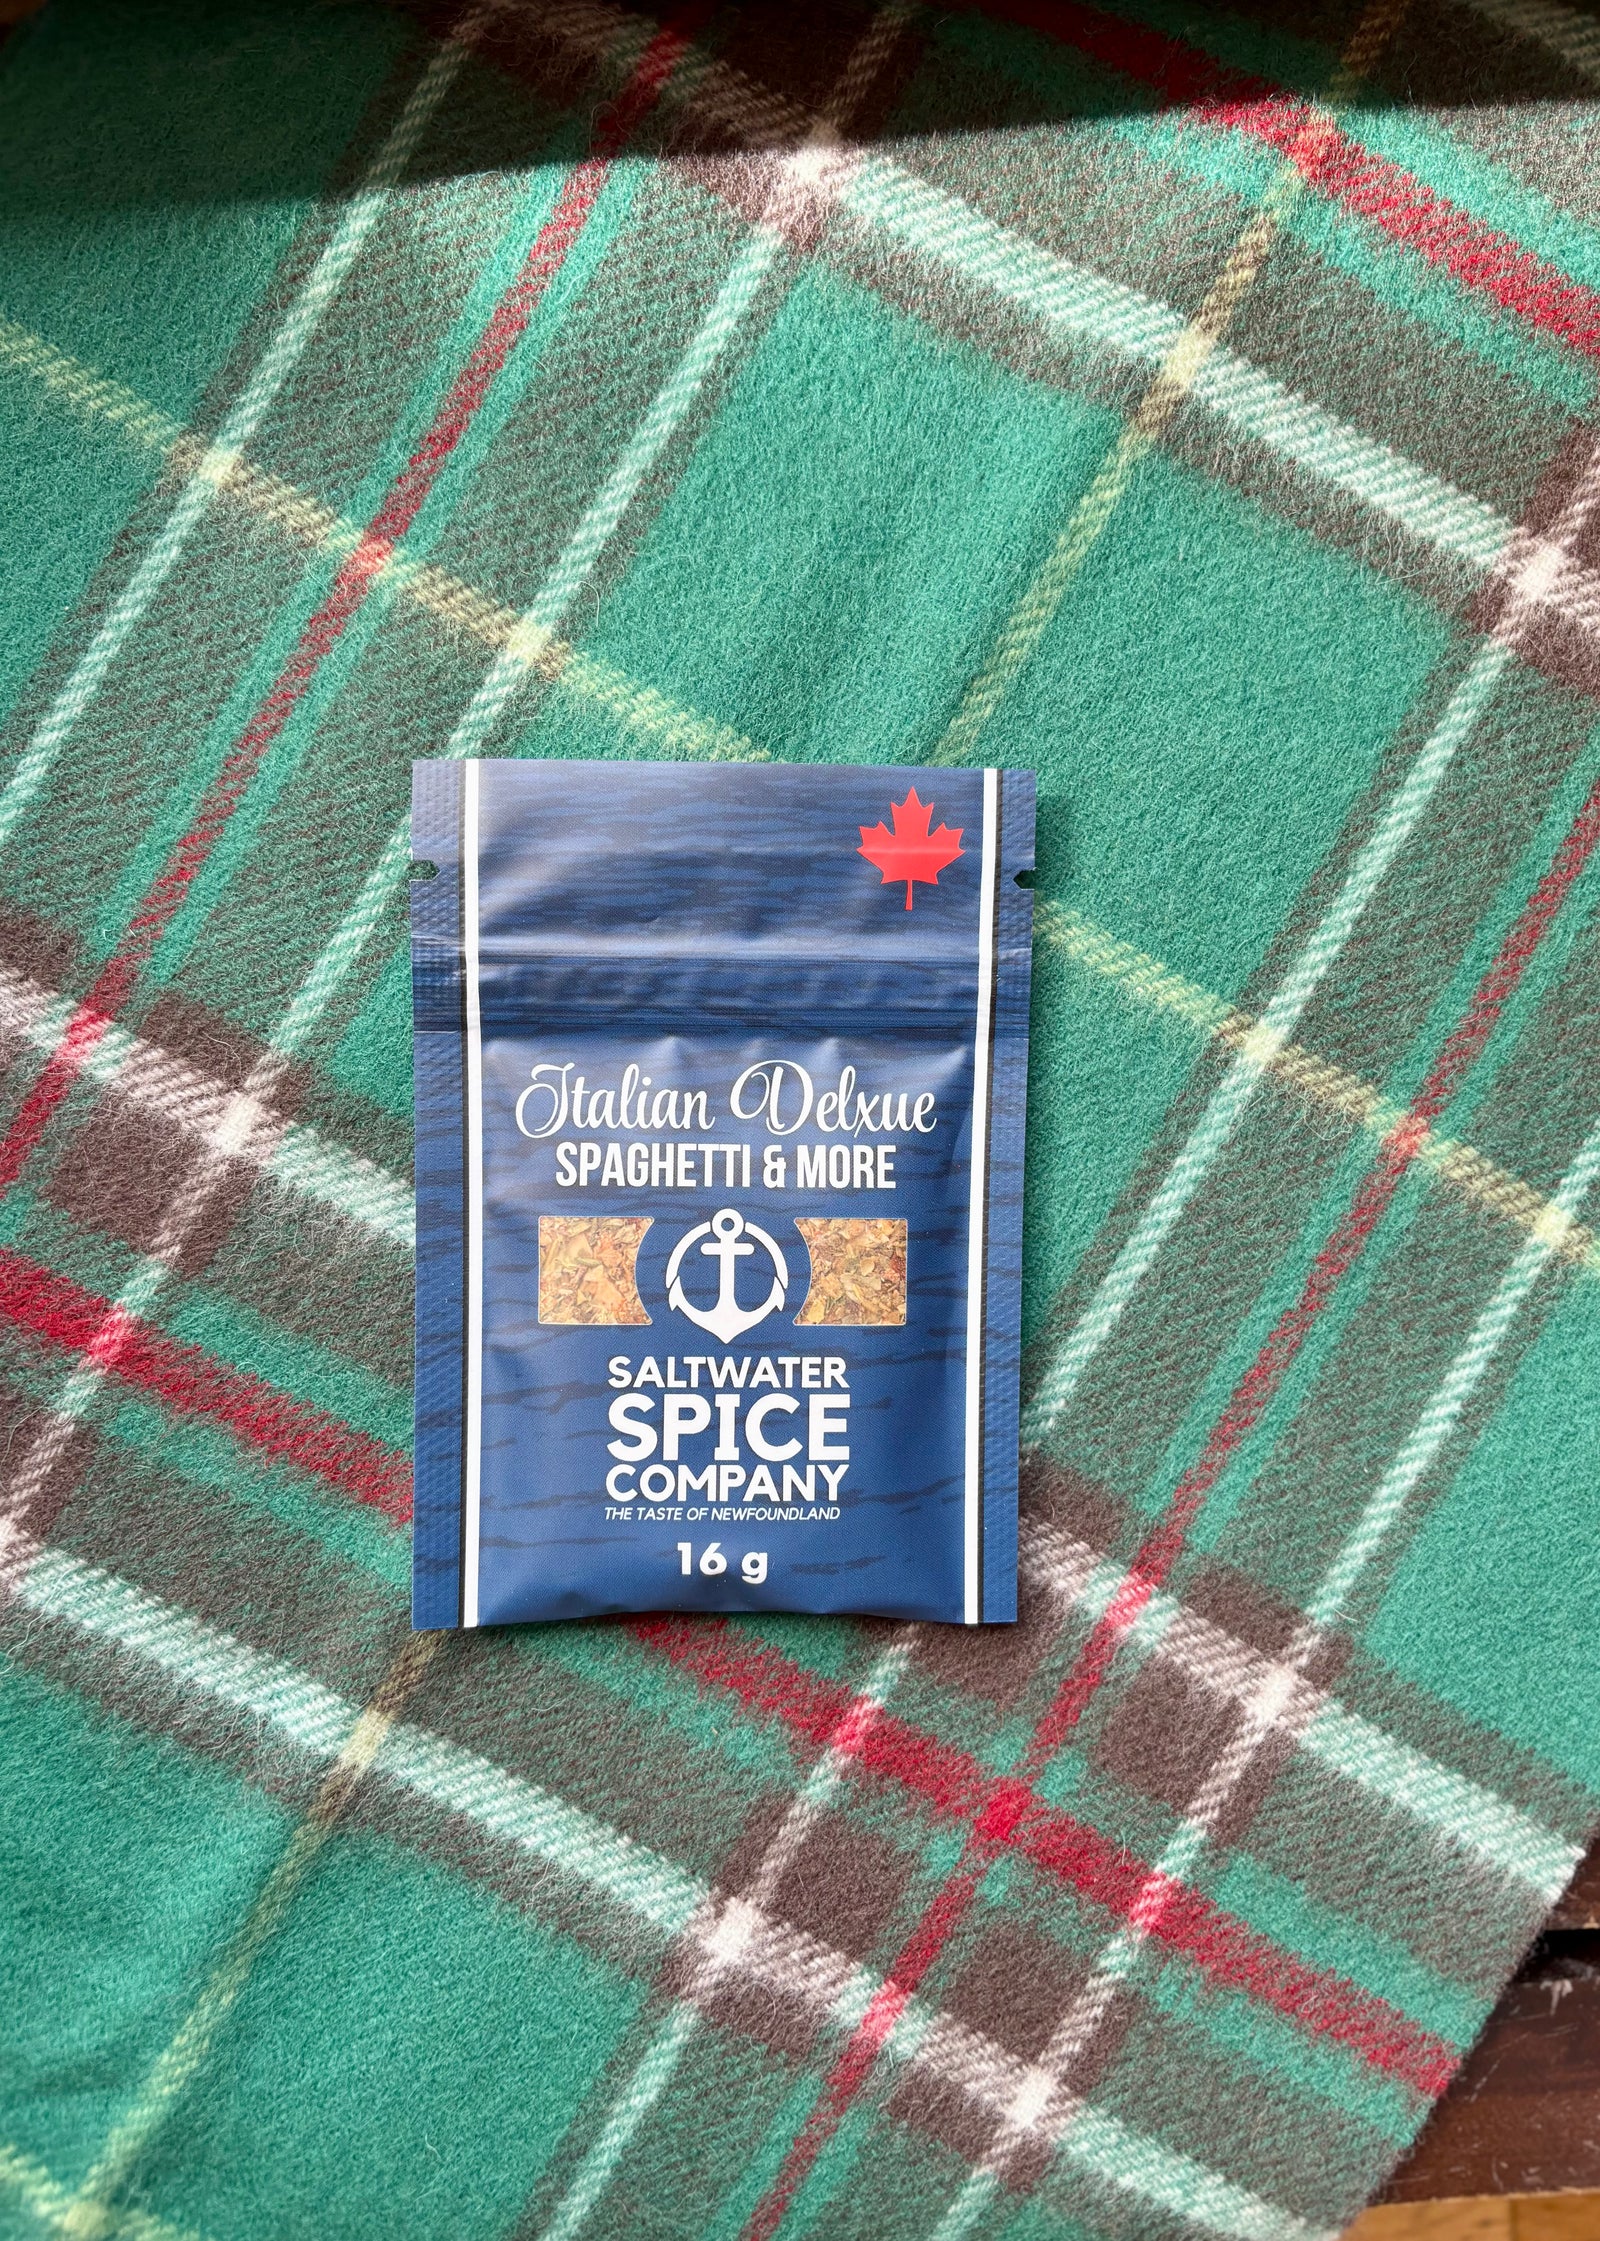 Italian Delxue
SPAGHETTI & MORE
SALTWATER
SPICE
COMPANY
THE TASTE OF NEWFOUNDLAND
16 g